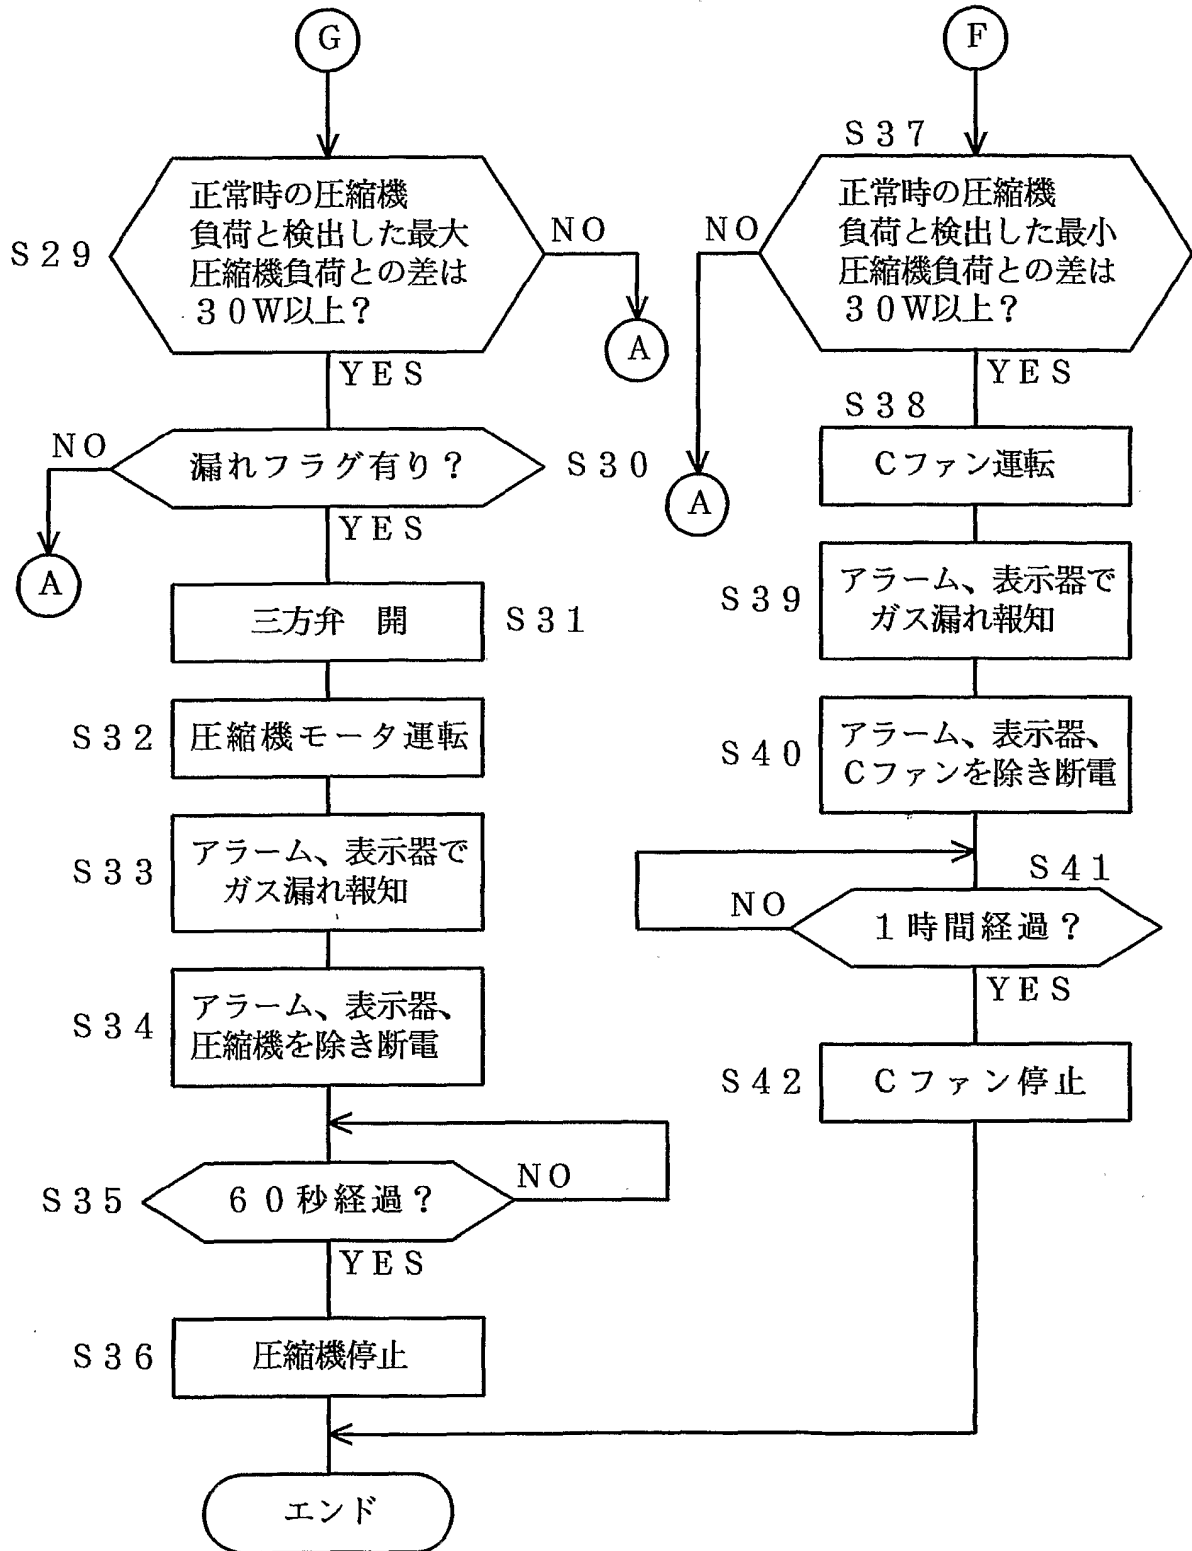 G
S29
正常時の圧縮機
負荷と検出した最大
圧縮機負荷との差は
30W以上?
NO
A
YES
NO
漏れフラグ有り?
S30
A
YES
三方弁 開
S31
S32
圧縮機モータ運転
S33
アラーム、表示器で
ガス漏れ報知
S34
アラーム、表示器、
圧縮機を除き断電
S35
60秒経過?
NO
YES
S36
圧縮機停止
エンド
F
S37
正常時の圧縮機
負荷と検出した最小
圧縮機負荷との差は
30W以上?
NO
A
YES
S38
Cファン運転
S39
アラーム、表示器で
ガス漏れ報知
S40
アラーム、表示器、
Cファンを除き断電
S41
NO
1時間経過?
YES
S42
Cファン停止